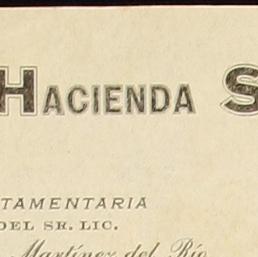 HACIENDA S
TAMENTARIA
DEL SR. LIC.
Martínez del Río